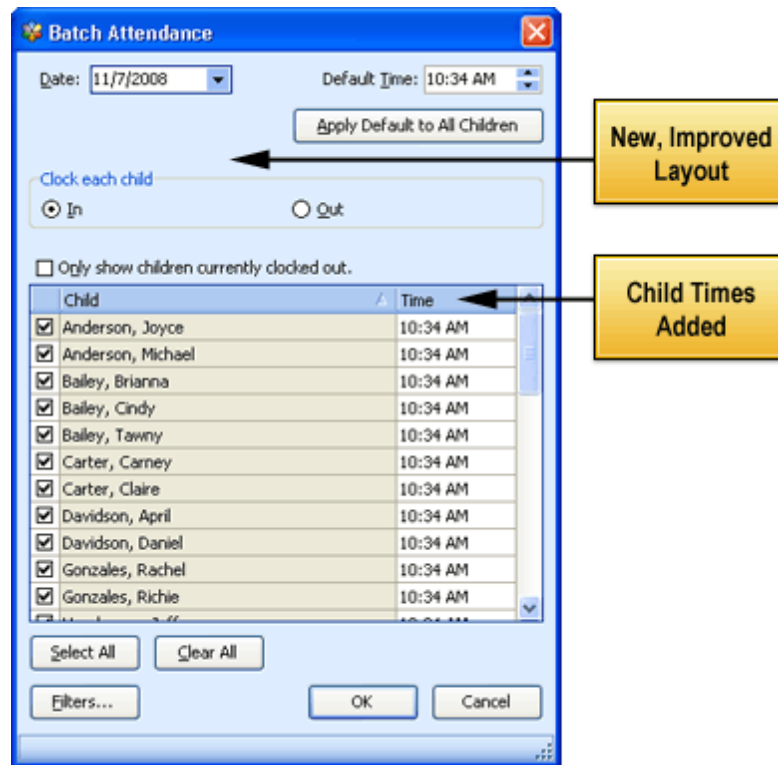 Batch Attendance
Date: 11/7/2008 Default Time: 10:34 AM
Apply Default to All Children
New, Improved
Layout
Clock each child
In Out
Only show children currently clocked out.
Child Time
Child Times
Added
Anderson, Joyce 10:34 AM
Anderson, Michael 10:34 AM
Bailey, Brianna 10:34 AM
Bailey, Cindy 10:34 AM
Bailey, Tawny 10:34 AM
Carter, Carney 10:34 AM
Carter, Claire 10:34 AM
Davidson, April 10:34 AM
Davidson, Daniel 10:34 AM
Gonzales, Rachel 10:34 AM
Gonzales, Richie 10:34 AM
Select All Clear All
Filters... OK Cancel